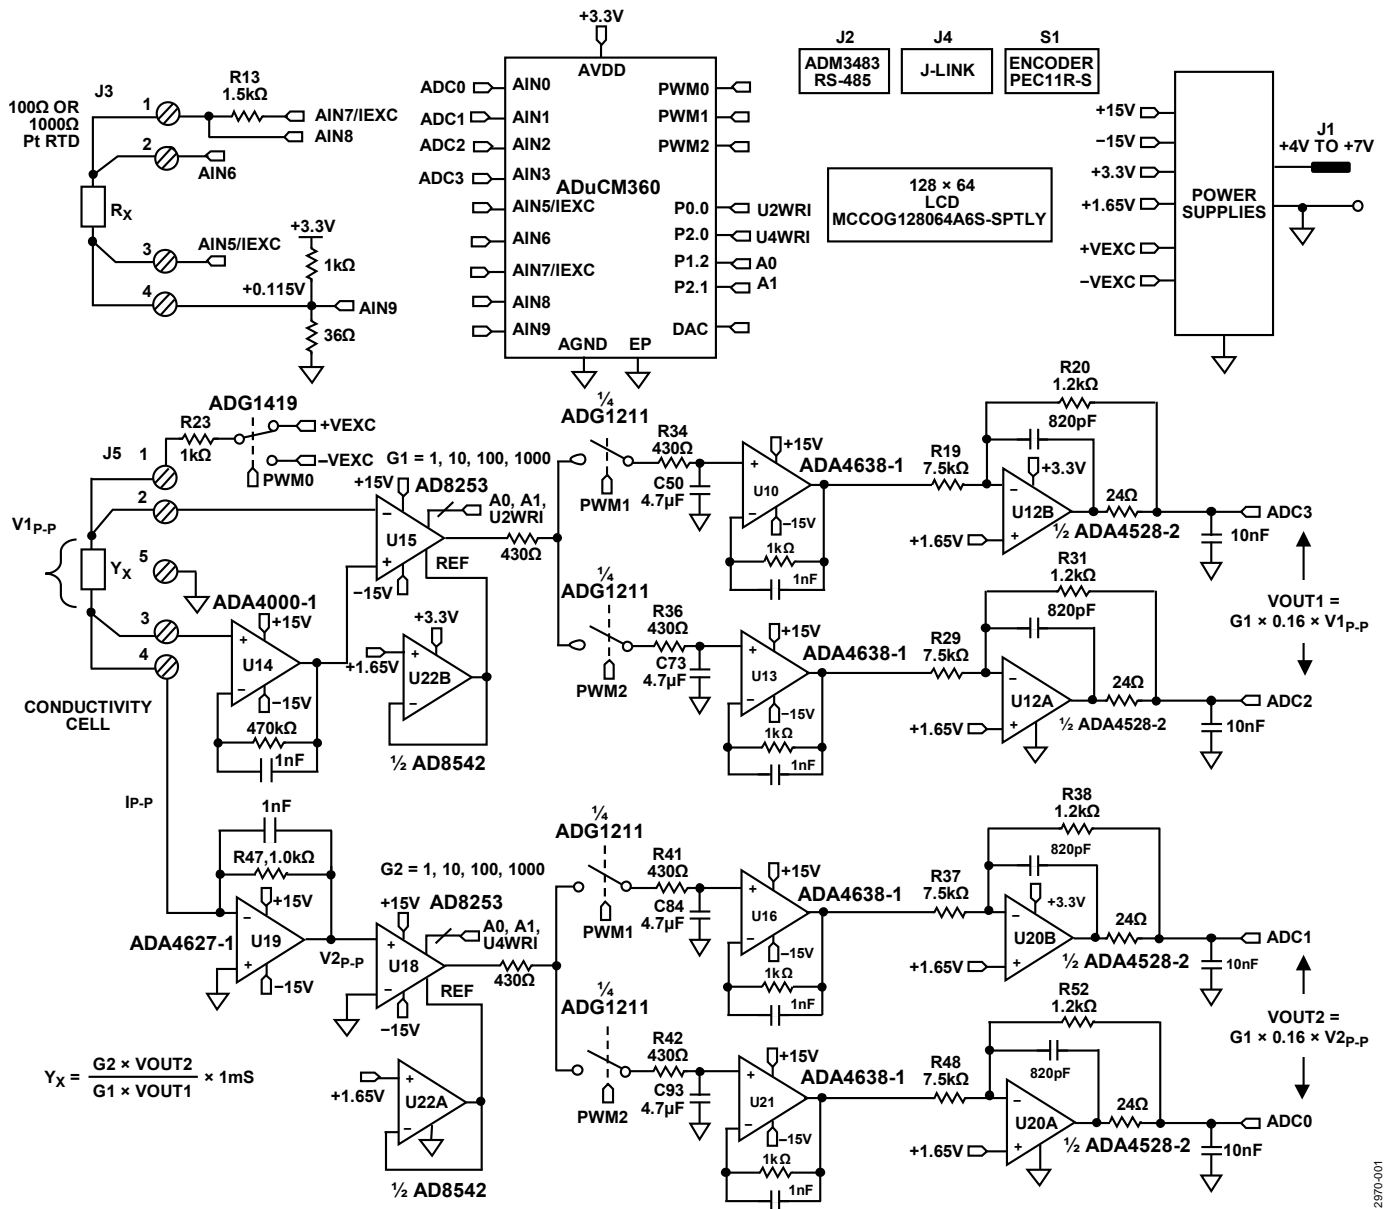 +3.3V
AVDD
ADC0
AIN0
ADC1
AIN1
ADC2
AIN2
ADC3
AIN3
ADuCM360
AIN5/IEXC
AIN6
AIN7/IEXC
AIN8
AIN9
AGND
EP
PWM0
PWM1
PWM2
P0.0
U2WRI
P2.0
U4WRI
P1.2
A0
P2.1
A1
DAC
J2
ADM3483
RS-485
J4
J-LINK
S1
ENCODER
PEC11R-S
128 × 64
LCD
MCCOG128064A6S-SPTLY
+15V
−15V
+3.3V
+1.65V
+VEXC
−VEXC
POWER
SUPPLIES
J1
+4V TO +7V
J3
100Ω OR
1000Ω
Pt RTD
1
R13
1.5kΩ
AIN7/IEXC
AIN8
2
AIN6
RX
3
AIN5/IEXC
4
+3.3V
1kΩ
+0.115V
AIN9
36Ω
ADG1419
R23
1kΩ
+VEXC
−VEXC
PWM0
J5
1
2
V1P-P
YX
5
3
4
CONDUCTIVITY
CELL
IP-P
ADA4000-1
+15V
U14
−15V
470kΩ
1nF
G1 = 1, 10, 100, 1000
+15V
AD8253
U15
A0, A1,
U2WRI
REF
−15V
430Ω
+3.3V
+1.65V
U22B
½ AD8542
¼
ADG1211
PWM1
R34
430Ω
C50
4.7µF
+15V
U10
−15V
ADA4638-1
1kΩ
1nF
R19
7.5kΩ
R20
1.2kΩ
820pF
+3.3V
U12B
+1.65V
24Ω
½ ADA4528-2
10nF
ADC3
¼
ADG1211
PWM2
R36
430Ω
C73
4.7µF
+15V
U13
−15V
ADA4638-1
1kΩ
1nF
R29
7.5kΩ
R31
1.2kΩ
820pF
U12A
+1.65V
24Ω
½ ADA4528-2
10nF
ADC2
VOUT1 =
G1 × 0.16 × V1P-P
1nF
R47,1.0kΩ
+15V
U19
ADA4627-1
−15V
V2P-P
G2 = 1, 10, 100, 1000
+15V
AD8253
U18
A0, A1,
U4WRI
REF
−15V
430Ω
+1.65V
U22A
½ AD8542
¼
ADG1211
PWM1
R41
430Ω
C84
4.7µF
+15V
U16
−15V
ADA4638-1
1kΩ
1nF
R37
7.5kΩ
R38
1.2kΩ
820pF
+3.3V
U20B
+1.65V
24Ω
½ ADA4528-2
10nF
ADC1
¼
ADG1211
PWM2
R42
430Ω
C93
4.7µF
+15V
U21
−15V
ADA4638-1
1kΩ
1nF
R48
7.5kΩ
R52
1.2kΩ
820pF
U20A
+1.65V
24Ω
½ ADA4528-2
10nF
ADC0
VOUT2 =
G1 × 0.16 × V2P-P
YX = G2 × VOUT2 / G1 × VOUT1 × 1mS
2970-001